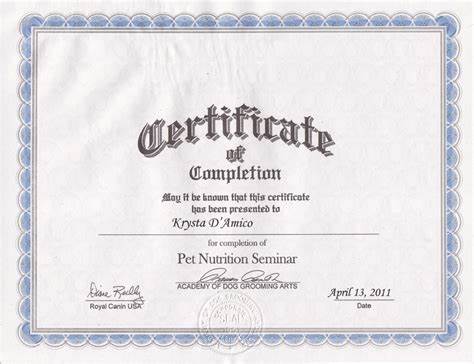 Certificate
of
Completion
May it be known that this certificate
has been presented to
Krysta D'Amico
for completion of
Pet Nutrition Seminar
ACADEMY OF DOG GROOMING ARTS
Royal Canin USA
April 13, 2011
Date